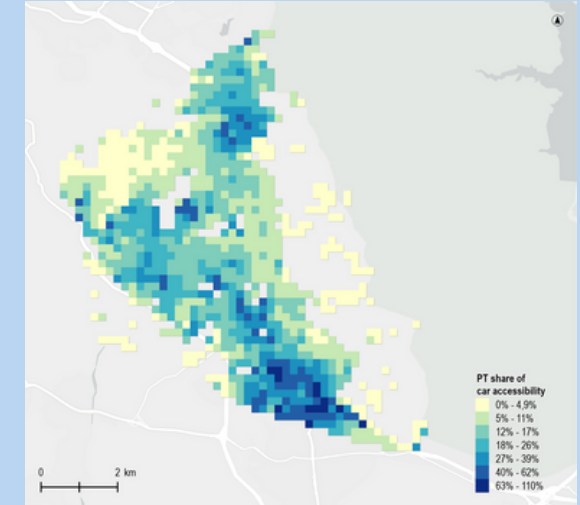 PT share of
car accessibility
0% - 4,9%
5% - 11%
12% - 17%
18% - 26%
27% - 39%
40% - 62%
63% - 110%
0 2 km